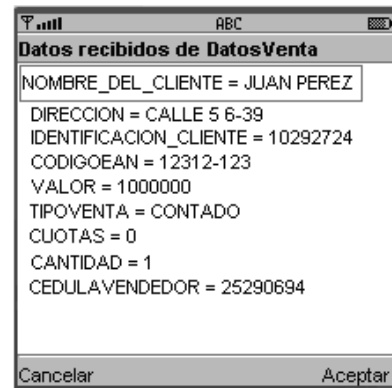 ABC
Datos recibidos de DatosVenta
NOMBRE_DEL_CLIENTE = JUAN PEREZ
DIRECCION = CALLE 5 6-39
IDENTIFICACION_CLIENTE = 10292724
CODIGOEAN = 12312-123
VALOR = 1000000
TIPOVENTA = CONTADO
CUOTAS = 0
CANTIDAD = 1
CEDULAVENDEDOR = 25290694
Cancelar Aceptar